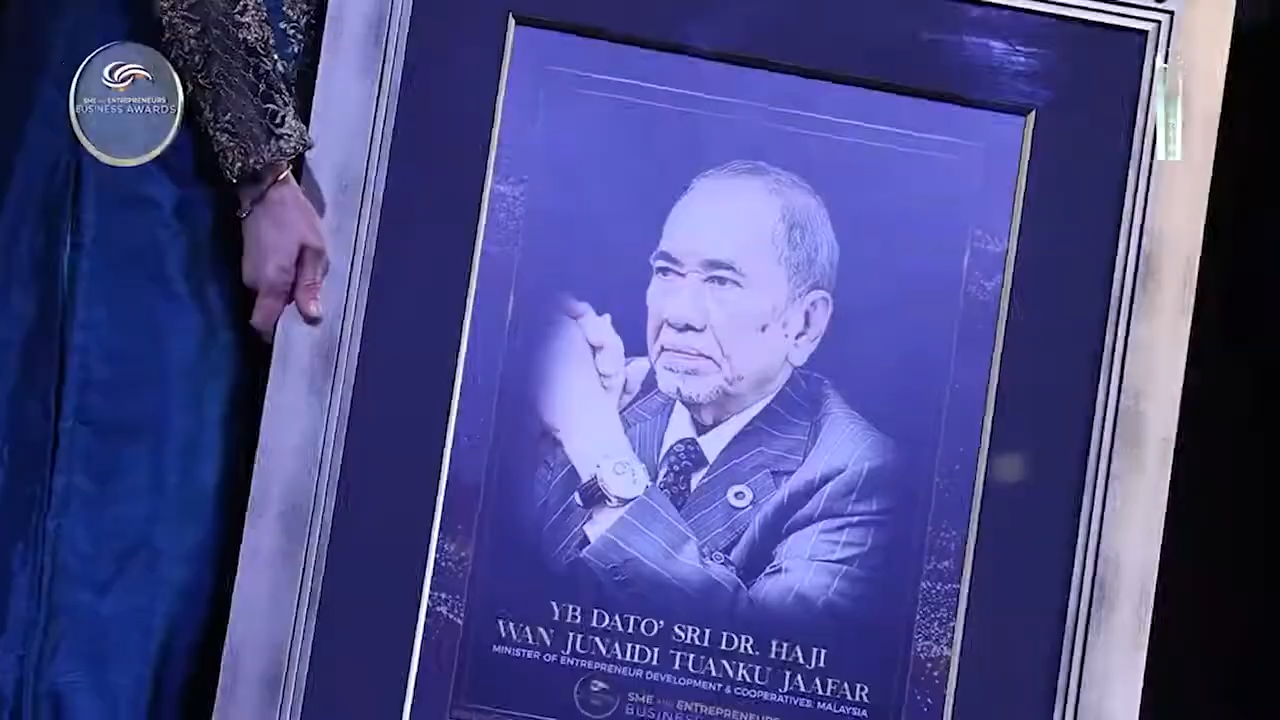 SME AND ENTREPRENEURS
BUSINESS AWARDS
YB DATO' SRI DR. HAJI
WAN JUNAIDI TUANKU JAAFAR
MINISTER OF ENTREPRENEUR DEVELOPMENT & COOPERATIVES, MALAYSIA
SME AND ENTREPRENEURS
BUSINESS